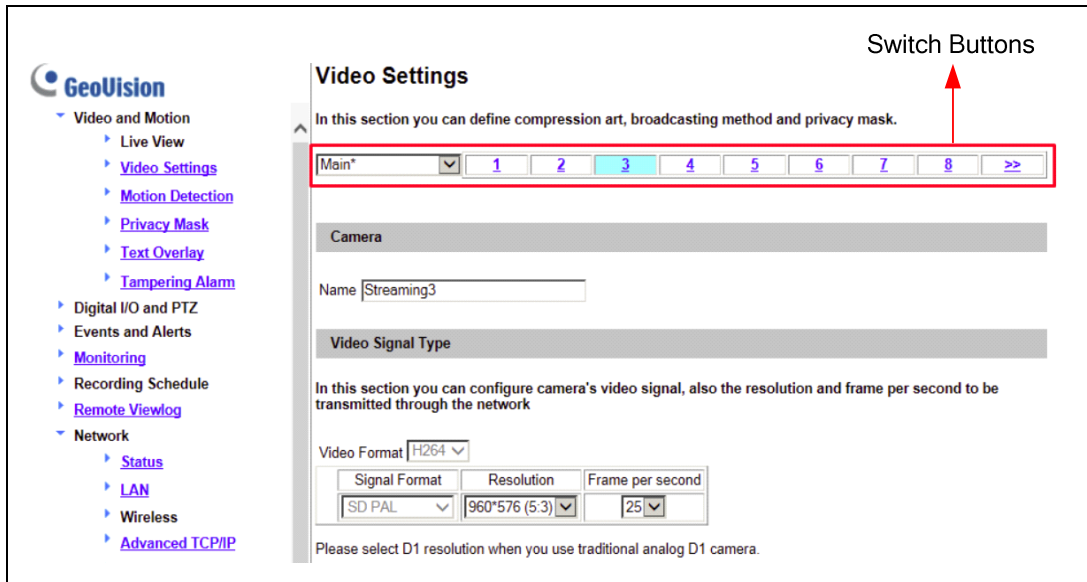 Switch Buttons
GeoVision
Video and Motion
Live View
Video Settings
Motion Detection
Privacy Mask
Text Overlay
Tampering Alarm
Digital I/O and PTZ
Events and Alerts
Monitoring
Recording Schedule
Remote Viewlog
Network
Status
LAN
Wireless
Advanced TCP/IP
Video Settings
In this section you can define compression art, broadcasting method and privacy mask.
Main* 1 2 3 4 5 6 7 8 >>
Camera
Name Streaming3
Video Signal Type
In this section you can configure camera's video signal, also the resolution and frame per second to be
transmitted through the network
Video Format H264
Signal Format Resolution Frame per second
SD PAL 960*576 (5:3) 25
Please select D1 resolution when you use traditional analog D1 camera.